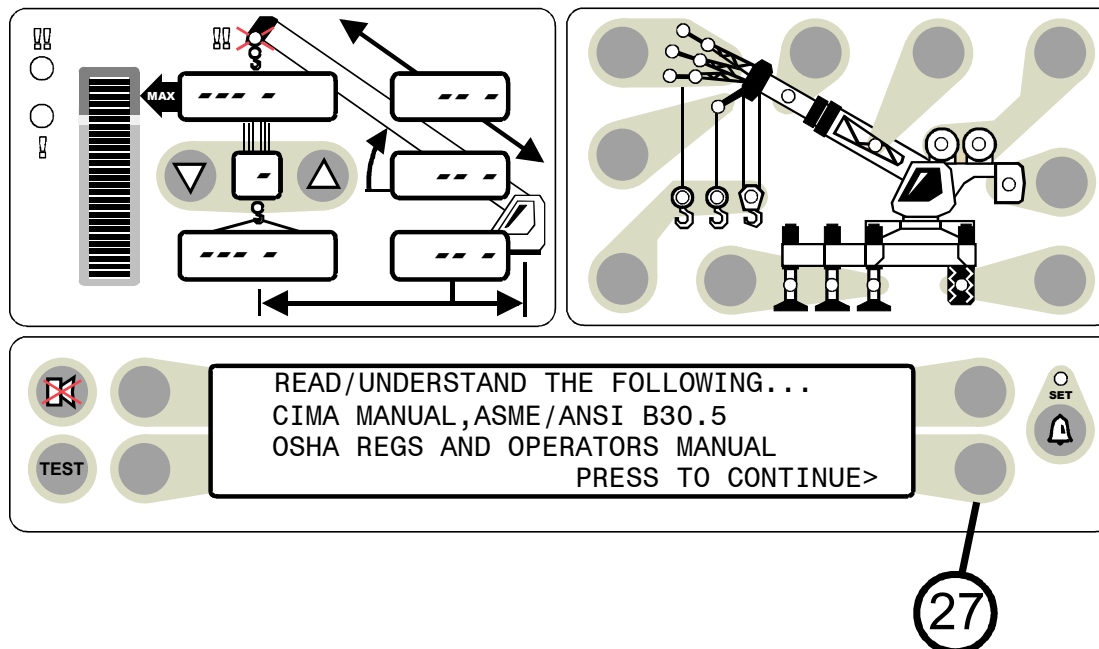 !!
!!
MAX
--- -
-- -
-
-- -
!
--- -
-- -
READ/UNDERSTAND THE FOLLOWING...
CIMA MANUAL,ASME/ANSI B30.5
OSHA REGS AND OPERATORS MANUAL
PRESS TO CONTINUE>
SET
TEST
27